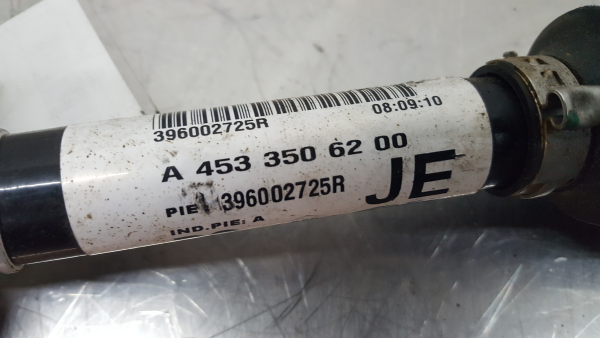 396002725R
08:09:10
A 453 350 62 00
PIE 396002725R
JE
IND.PIE: A